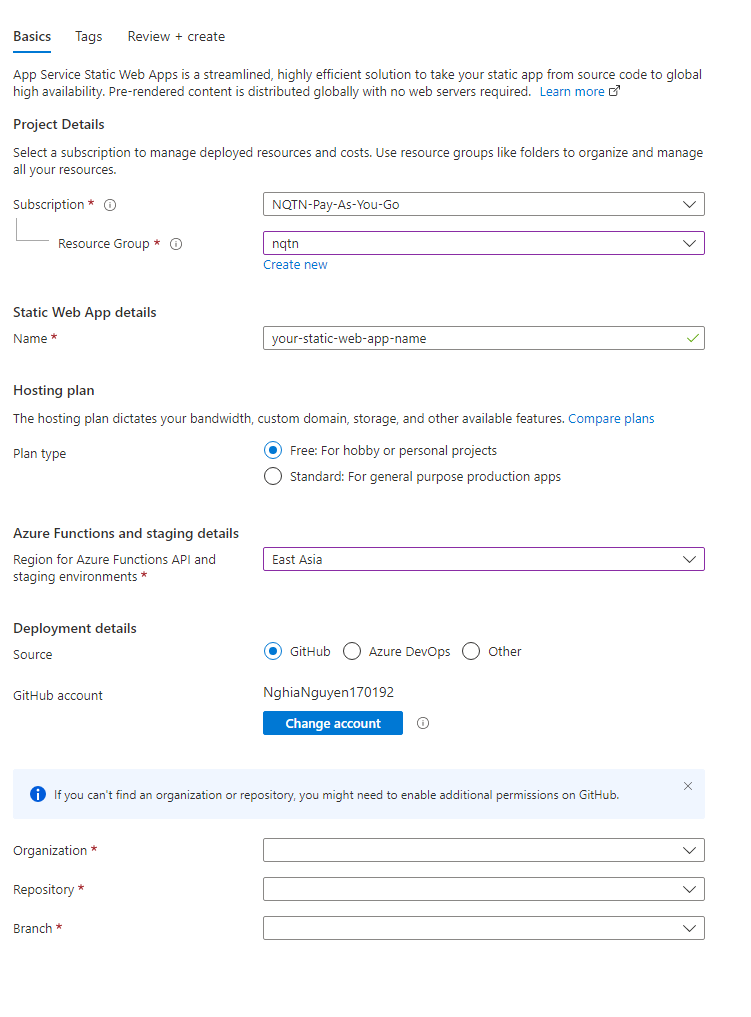 Basics Tags Review + create
App Service Static Web Apps is a streamlined, highly efficient solution to take your static app from source code to global
high availability. Pre-rendered content is distributed globally with no web servers required. Learn more
Project Details
Select a subscription to manage deployed resources and costs. Use resource groups like folders to organize and manage
all your resources.
Subscription * NQTN-Pay-As-You-Go
Resource Group * nqtn
Create new
Static Web App details
Name * your-static-web-app-name
Hosting plan
The hosting plan dictates your bandwidth, custom domain, storage, and other available features. Compare plans
Plan type Free: For hobby or personal projects
Standard: For general purpose production apps
Azure Functions and staging details
Region for Azure Functions API and East Asia
staging environments *
Deployment details
Source GitHub Azure DevOps Other
GitHub account NghiaNguyen170192
Change account
If you can't find an organization or repository, you might need to enable additional permissions on GitHub.
Organization *
Repository *
Branch *